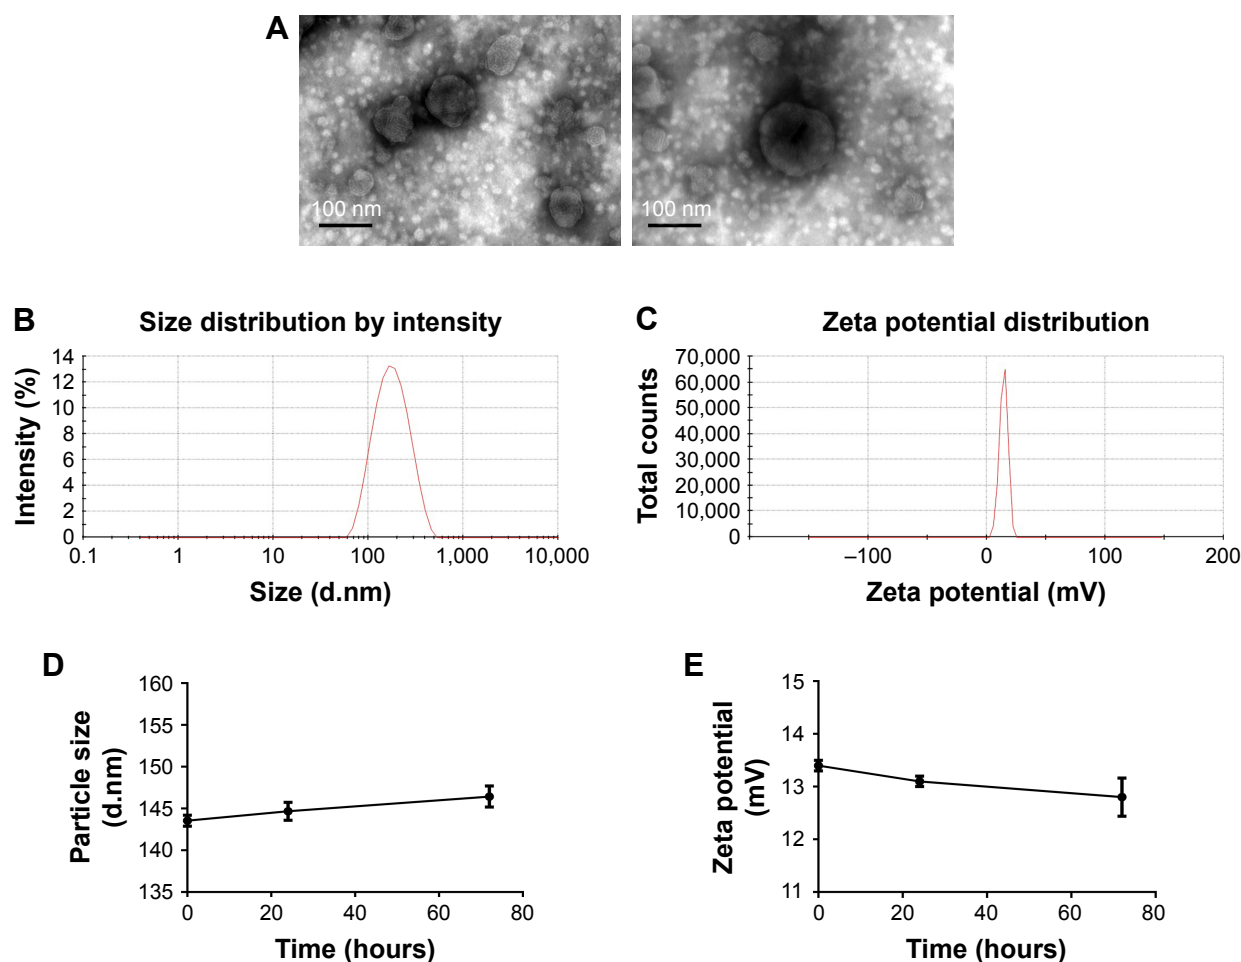 A
100 nm
100 nm
B
Size distribution by intensity
14
12
10
8
6
4
2
0
Intensity (%)
0.1
1
10
100
1,000
10,000
Size (d.nm)
C
Zeta potential distribution
70,000
60,000
50,000
40,000
30,000
20,000
10,000
0
Total counts
–100
0
100
200
Zeta potential (mV)
D
160
155
150
145
140
135
Particle size
(d.nm)
0
20
40
60
80
Time (hours)
E
15
14
13
12
11
Zeta potential
(mV)
0
20
40
60
80
Time (hours)